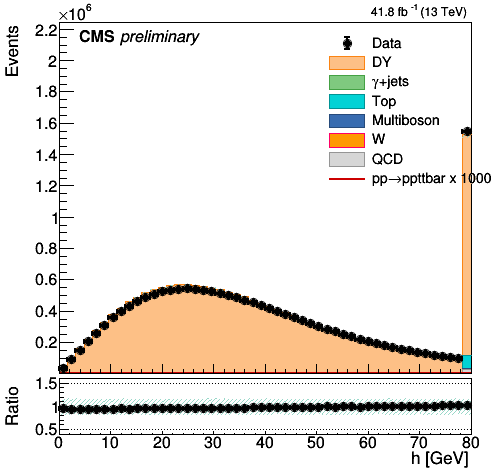 ×10⁶
41.8 fb⁻¹ (13 TeV)
CMS preliminary
Events
2.2
2
1.8
1.6
1.4
1.2
1
0.8
0.6
0.4
0.2
Data
DY
γ+jets
Top
Multiboson
W
QCD
pp→ppttbar x 1000
Ratio
1.5
1
0.5
0 10 20 30 40 50 60 70 80
h [GeV]